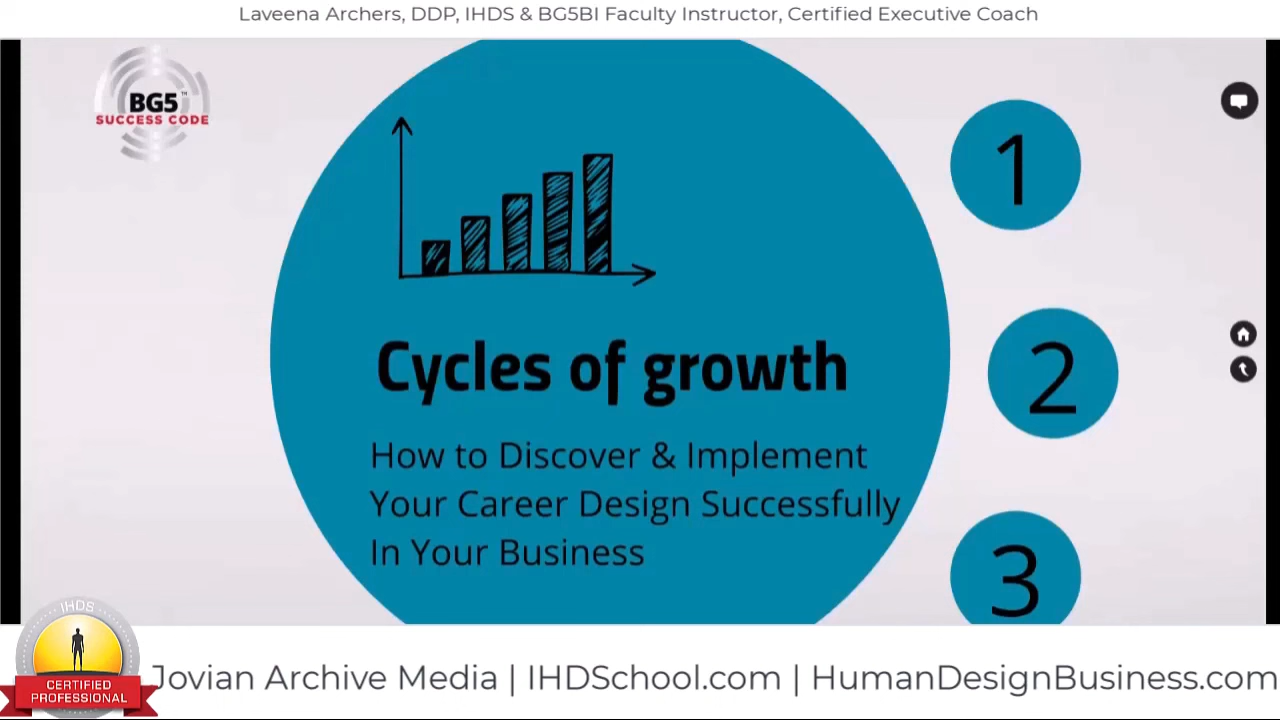 Laveena Archers, DDP, IHDS & BG5BI Faculty Instructor, Certified Executive Coach
BG5™
SUCCESS CODE
1
Cycles of growth
2
How to Discover & Implement
Your Career Design Successfully
In Your Business
3
IHDS
CERTIFIED
PROFESSIONAL
Jovian Archive Media | IHDSchool.com | HumanDesignBusiness.com